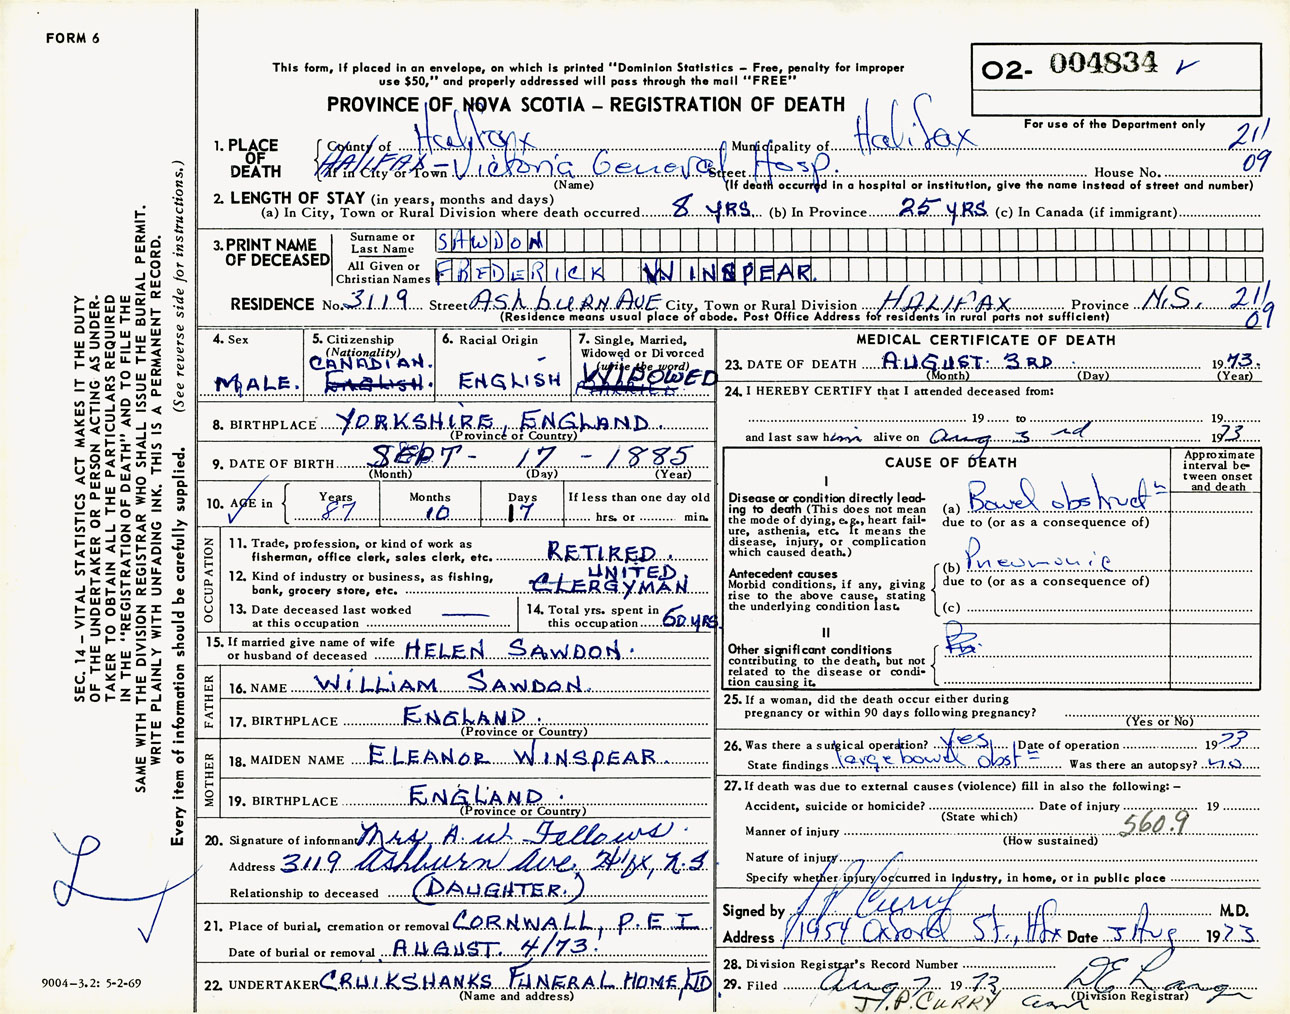 FORM 6
This form, if placed in an envelope, on which is printed "Dominion Statistics – Free, penalty for improper
use $50," and properly addressed will pass through the mail "FREE"
PROVINCE OF NOVA SCOTIA – REGISTRATION OF DEATH
O2- 004834
For use of the Department only
211
09
1. PLACE OF DEATH
County of Halifax Municipality of Halifax
HALIFAX - Victoria General Hosp.
If in City or Town Street House No.
(Name) (If death occurred in a hospital or institution, give the name instead of street and number)
2. LENGTH OF STAY (in years, months and days)
(a) In City, Town or Rural Division where death occurred 8 YRS (b) In Province 25 YRS (c) In Canada (if immigrant)
3. PRINT NAME OF DECEASED
Surname or Last Name SAWDON
All Given or Christian Names FREDERICK WINSPEAR.
RESIDENCE No. 3119 Street ASHBURN AVE City, Town or Rural Division HALIFAX Province N.S. 211
09
(Residence means usual place of abode. Post Office Address for residents in rural parts not sufficient)
4. Sex
MALE.
5. Citizenship
(Nationality)
CANADIAN.
ENGLISH.
6. Racial Origin
ENGLISH
7. Single, Married,
Widowed or Divorced
(write the word)
WIDOWED
MARRIED
8. BIRTHPLACE YORKSHIRE, ENGLAND.
(Province or Country)
9. DATE OF BIRTH SEPT - 17 - 1885
(Month) (Day) (Year)
10. AGE in
Years 87
Months 10
Days 17
If less than one day old
hrs. or min.
OCCUPATION
11. Trade, profession, or kind of work as
fisherman, office clerk, sales clerk, etc. RETIRED.
12. Kind of industry or business, as fishing,
bank, grocery store, etc. UNITED CLERGYMAN
13. Date deceased last worked
at this occupation
14. Total yrs. spent in
this occupation 60 YRS.
15. If married give name of wife
or husband of deceased HELEN SAWDON.
FATHER
16. NAME WILLIAM SAWDON.
17. BIRTHPLACE ENGLAND.
(Province or Country)
MOTHER
18. MAIDEN NAME ELEANOR WINSPEAR.
19. BIRTHPLACE ENGLAND.
(Province or Country)
20. Signature of informant Mrs. A. W. Fellows.
Address 3119 Ashburn Ave, Hfx, N.S
Relationship to deceased (DAUGHTER.)
21. Place of burial, cremation or removal CORNWALL, P.E.I
Date of burial or removal AUGUST. 4/73.
22. UNDERTAKER CRUIKSHANKS FUNERAL HOME, LTD
(Name and address)
MEDICAL CERTIFICATE OF DEATH
23. DATE OF DEATH AUGUST 3RD 1973.
(Month) (Day) (Year)
24. I HEREBY CERTIFY that I attended deceased from:
19 to 19
and last saw him alive on Aug 3rd 1973
CAUSE OF DEATH
Approximate
interval be-
tween onset
and death
I
Disease or condition directly lead-
ing to death (This does not mean
the mode of dying, e.g., heart fail-
ure, asthenia, etc. It means the
disease, injury, or complication
which caused death.)
(a) Bowel obstructn
due to (or as a consequence of)
Antecedent causes
Morbid conditions, if any, giving
rise to the above cause, stating
the underlying condition last.
(b) Pneumonia
due to (or as a consequence of)
(c)
II
Other significant conditions
contributing to the death, but not
related to the disease or condi-
tion causing it.
25. If a woman, did the death occur either during
pregnancy or within 90 days following pregnancy?
(Yes or No)
26. Was there a surgical operation? Yes Date of operation 1973
State findings large bowel obstn Was there an autopsy? no
27. If death was due to external causes (violence) fill in also the following: –
Accident, suicide or homicide? Date of injury 19
(State which)
Manner of injury 560.9
(How sustained)
Nature of injury
Specify whether injury occurred in industry, in home, or in public place
Signed by J P Curry M.D.
Address 1954 Oxford St., Hfx Date 3 Aug 1973
28. Division Registrar's Record Number
29. Filed Aug 7 1973
(Division Registrar)
J.P. CURRY
SEC. 14 – VITAL STATISTICS ACT MAKES IT THE DUTY
OF THE UNDERTAKER OR PERSON ACTING AS UNDER-
TAKER TO OBTAIN ALL THE PARTICULARS REQUIRED
IN THE "REGISTRATION OF DEATH" AND TO FILE THE
SAME WITH THE DIVISION REGISTRAR WHO SHALL ISSUE THE BURIAL PERMIT.
WRITE PLAINLY WITH UNFADING INK. THIS IS A PERMANENT RECORD.
Every item of information should be carefully supplied. (See reverse side for instructions.)
9004–3.2: 5-2-69